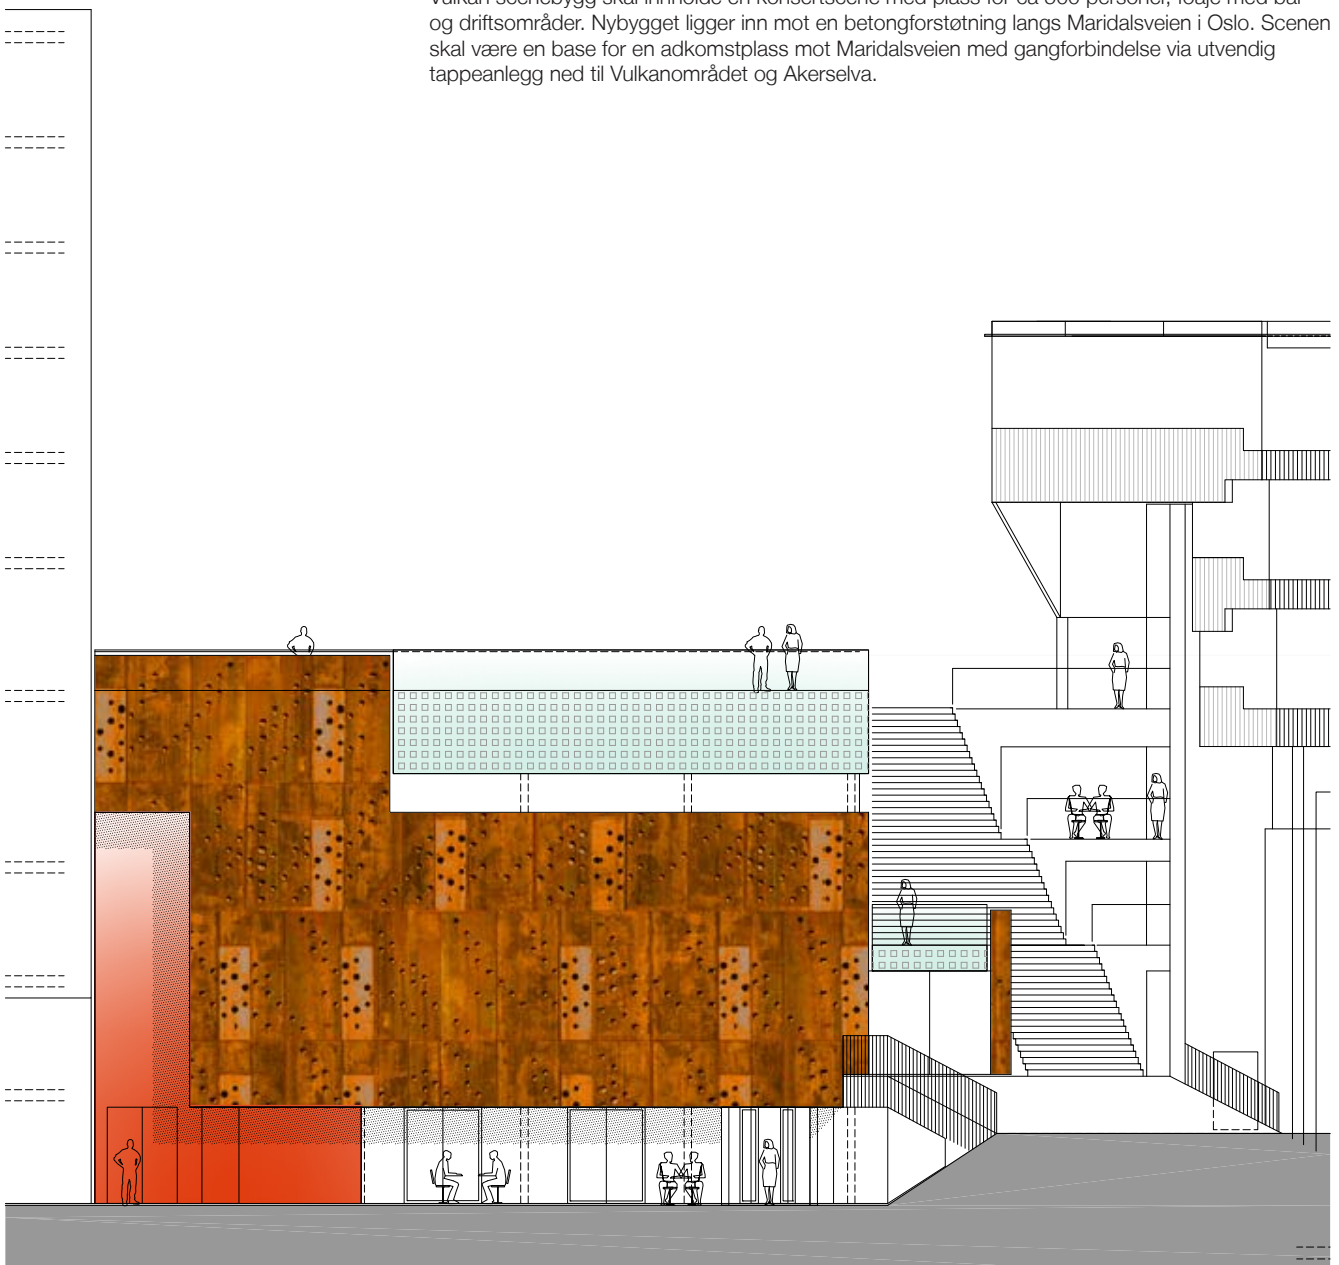 Vulkan scenebygg skal innholde en konsertscene med plass for ca 500 personer, foajé med bar
og driftsområder. Nybygget ligger inn mot en betongforstøtning langs Maridalsveien i Oslo. Scenen
skal være en base for en adkomstplass mot Maridalsveien med gangforbindelse via utvendig
tappeanlegg ned til Vulkanområdet og Akerselva.